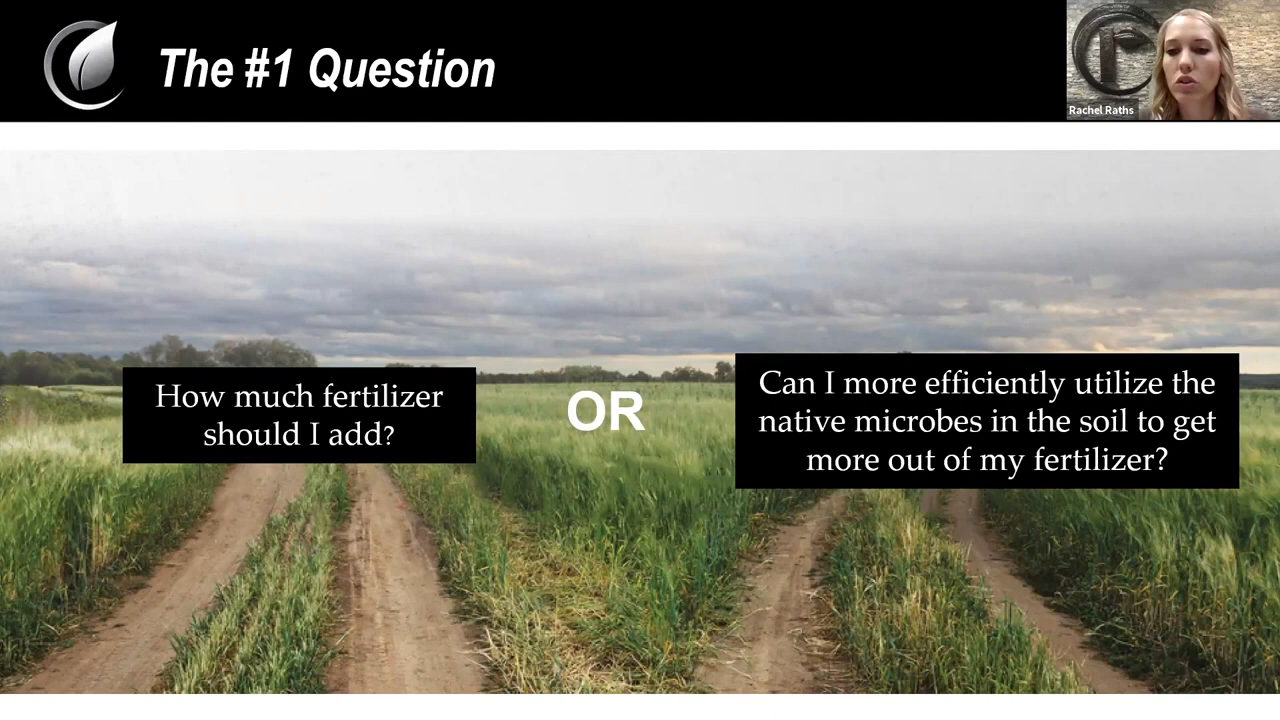 The #1 Question
Rachel Raths
How much fertilizer
should I add?
OR
Can I more efficiently utilize the
native microbes in the soil to get
more out of my fertilizer?